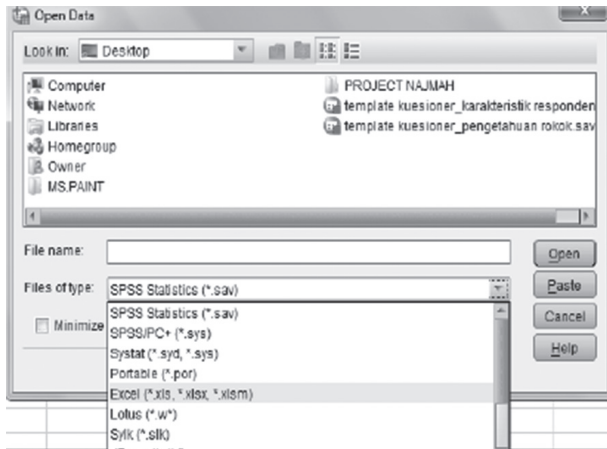 Open Data
Look in: Desktop
Computer
Network
Libraries
Homegroup
Owner
MS.PAINT
PROJECT NAJMAH
template kuesioner_karakteristik responden
template kuesioner_pengetahuan rokok.sav
File name:
Open
Files of type: SPSS Statistics (*.sav)
Paste
SPSS Statistics (*.sav)
Minimize
Cancel
SPSS/PC+ (*.sys)
Systat (*.syd, *.sys)
Help
Portable (*.por)
Excel (*.xls, *.xlsx, *.xlsm)
Lotus (*.w*)
Sylk (*.slk)